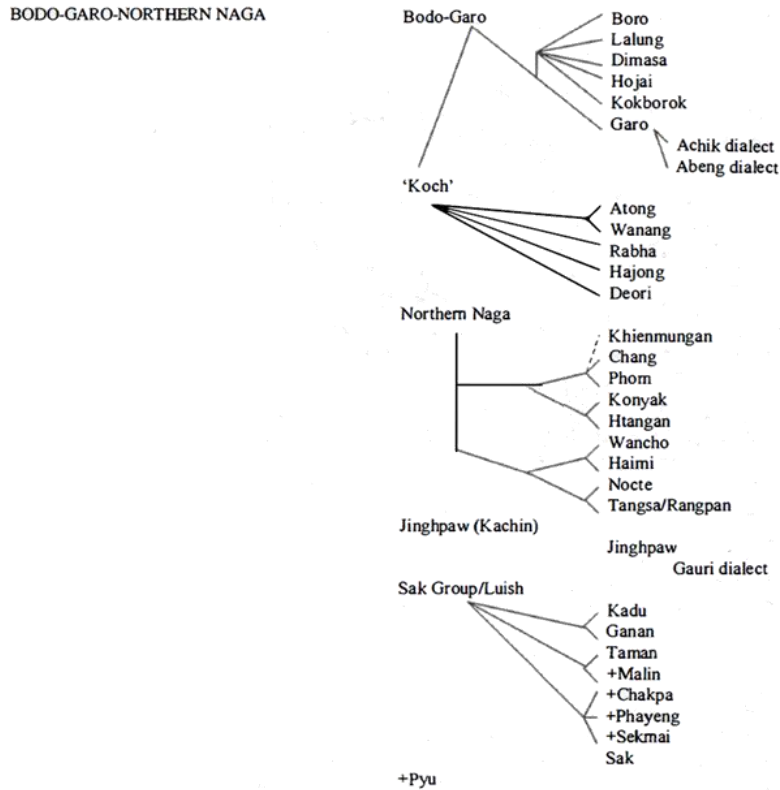 BODO-GARO-NORTHERN NAGA
Bodo-Garo
Boro
Lalung
Dimasa
Hojai
Kokborok
Garo
Achik dialect
Abeng dialect
'Koch'
Atong
Wanang
Rabha
Hajong
Deori
Northern Naga
Khienmungan
Chang
Phom
Konyak
Htangan
Wancho
Haimi
Nocte
Tangsa/Rangpan
Jinghpaw (Kachin)
Jinghpaw
Gauri dialect
Sak Group/Luish
Kadu
Ganan
Taman
+Malin
+Chakpa
+Phayeng
+Sekmai
Sak
+Pyu